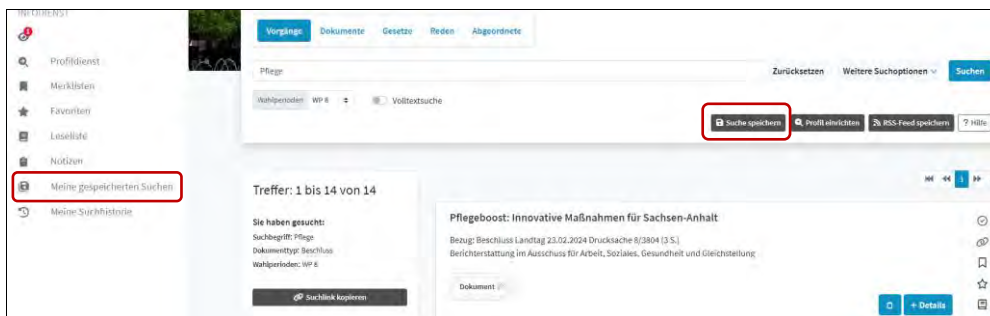 INFODIENST
Profildienst
Merklisten
Favoriten
Leseliste
Notizen
Meine gespeicherten Suchen
Meine Suchhistorie
Vorgänge Dokumente Gesetze Reden Abgeordnete
Pflege Zurücksetzen Weitere Suchoptionen Suchen
Wahlperioden WP 8 Volltextsuche
Suche speichern Profil einrichten RSS-Feed speichern ? Hilfe
1
Treffer: 1 bis 14 von 14
Sie haben gesucht:
Suchbegriff: Pflege
Dokumenttyp: Beschluss
Wahlperioden: WP 8
Suchlink kopieren
Pflegeboost: Innovative Maßnahmen für Sachsen-Anhalt
Bezug: Beschluss Landtag 23.02.2024 Drucksache 8/3804 (3 S.)
Berichterstattung im Ausschuss für Arbeit, Soziales, Gesundheit und Gleichstellung
Dokument
+ Details